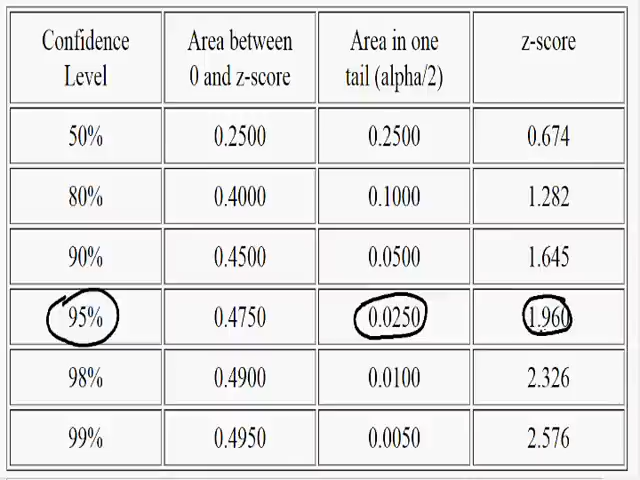 Confidence Level Area between 0 and z-score Area in one tail (alpha/2) z-score
50% 0.2500 0.2500 0.674
80% 0.4000 0.1000 1.282
90% 0.4500 0.0500 1.645
95% 0.4750 0.0250 1.960
98% 0.4900 0.0100 2.326
99% 0.4950 0.0050 2.576